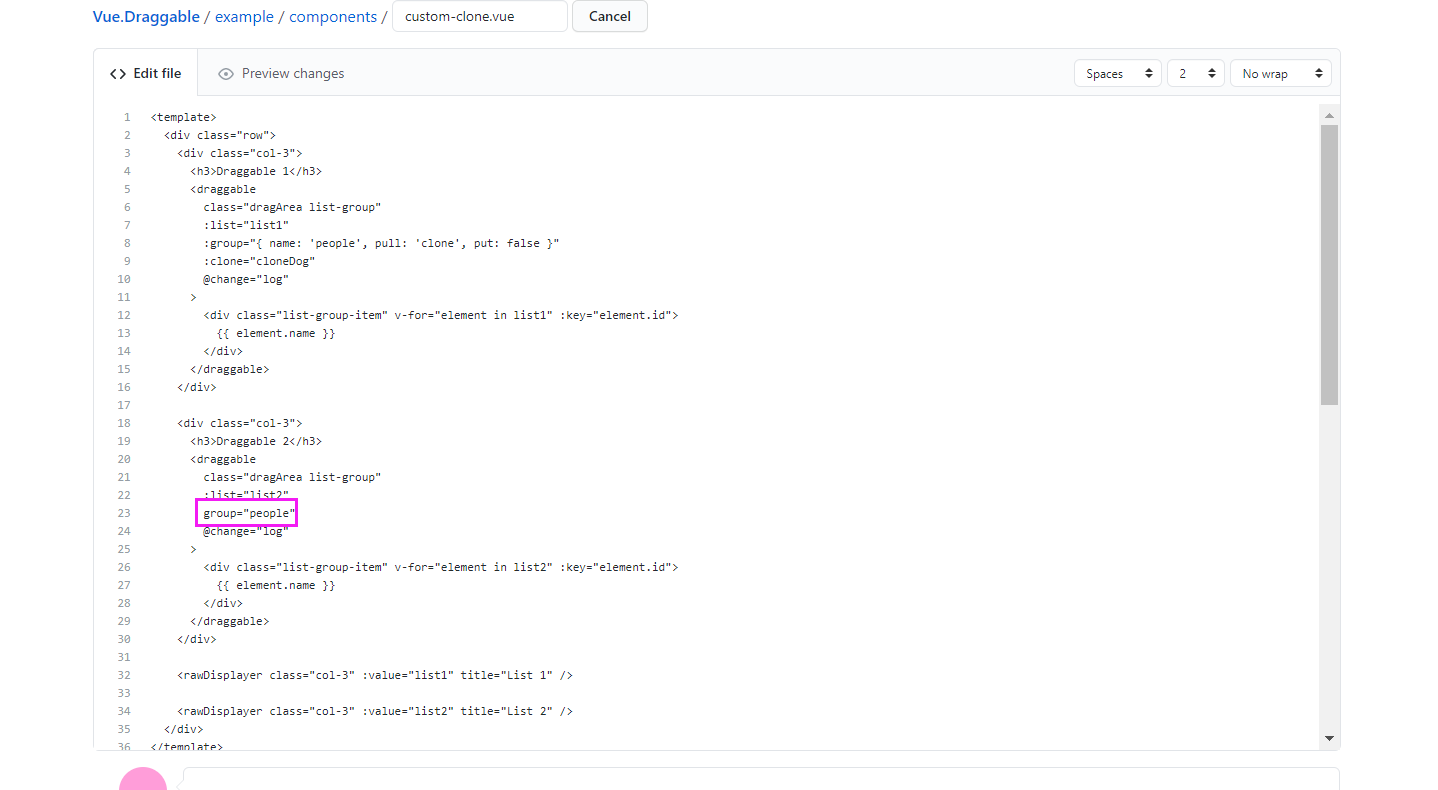 Vue.Draggable / example / components / custom-clone.vue Cancel
<> Edit file Preview changes Spaces 2 No wrap
1 <template>
2 <div class="row">
3 <div class="col-3">
4 <h3>Draggable 1</h3>
5 <draggable
6 class="dragArea list-group"
7 :list="list1"
8 :group="{ name: 'people', pull: 'clone', put: false }"
9 :clone="cloneDog"
10 @change="log"
11 >
12 <div class="list-group-item" v-for="element in list1" :key="element.id">
13 {{ element.name }}
14 </div>
15 </draggable>
16 </div>
17
18 <div class="col-3">
19 <h3>Draggable 2</h3>
20 <draggable
21 class="dragArea list-group"
22 :list="list2"
23 group="people"
24 @change="log"
25 >
26 <div class="list-group-item" v-for="element in list2" :key="element.id">
27 {{ element.name }}
28 </div>
29 </draggable>
30 </div>
31
32 <rawDisplayer class="col-3" :value="list1" title="List 1" />
33
34 <rawDisplayer class="col-3" :value="list2" title="List 2" />
35 </div>
36 </template>